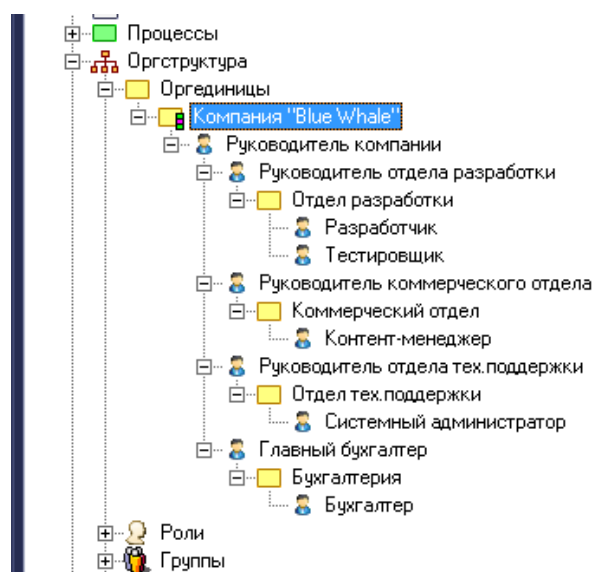 Процессы
Оргструктура
Оргединицы
Компания "Blue Whale"
Руководитель компании
Руководитель отдела разработки
Отдел разработки
Разработчик
Тестировщик
Руководитель коммерческого отдела
Коммерческий отдел
Контент-менеджер
Руководитель отдела тех.поддержки
Отдел тех.поддержки
Системный администратор
Главный бухгалтер
Бухгалтерия
Бухгалтер
Роли
Группы